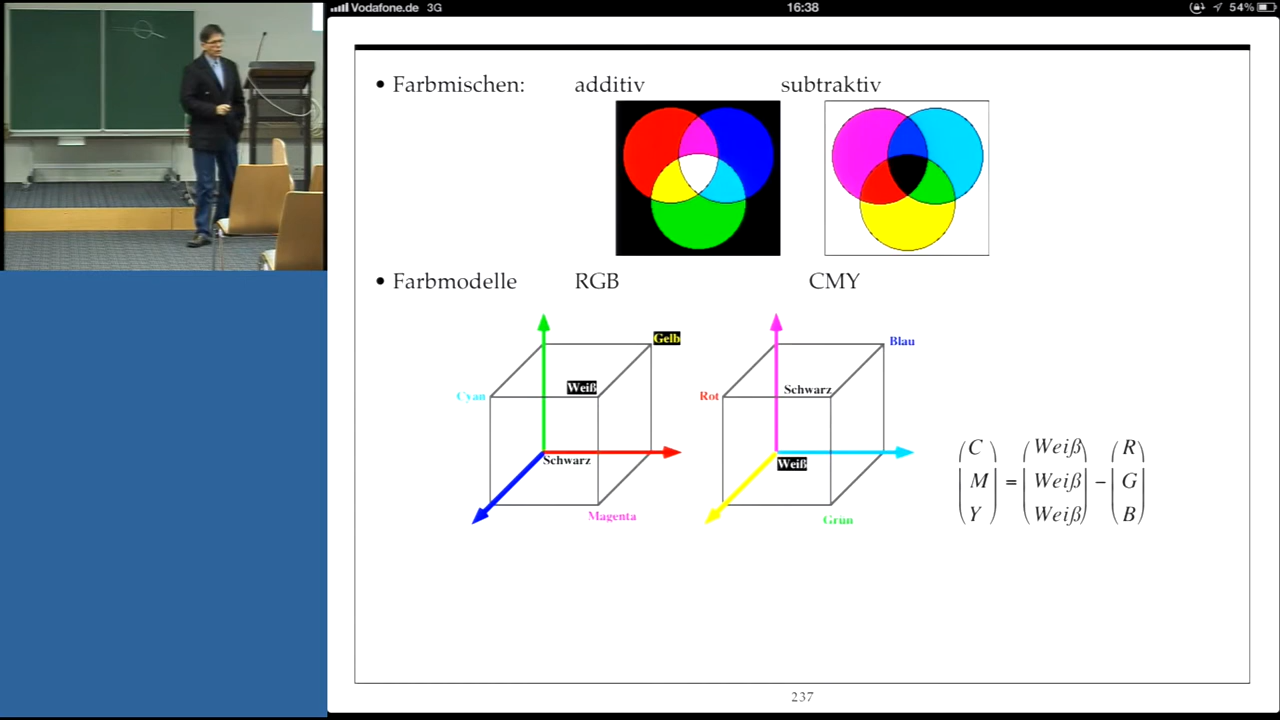 Vodafone.de 3G 16:38 54%
• Farbmischen: additiv subtraktiv
• Farbmodelle RGB CMY
Gelb
Weiß
Cyan
Schwarz
Magenta
Blau
Schwarz
Rot
Weiß
Grün
C Weiß R
M = Weiß − G
Y Weiß B
237